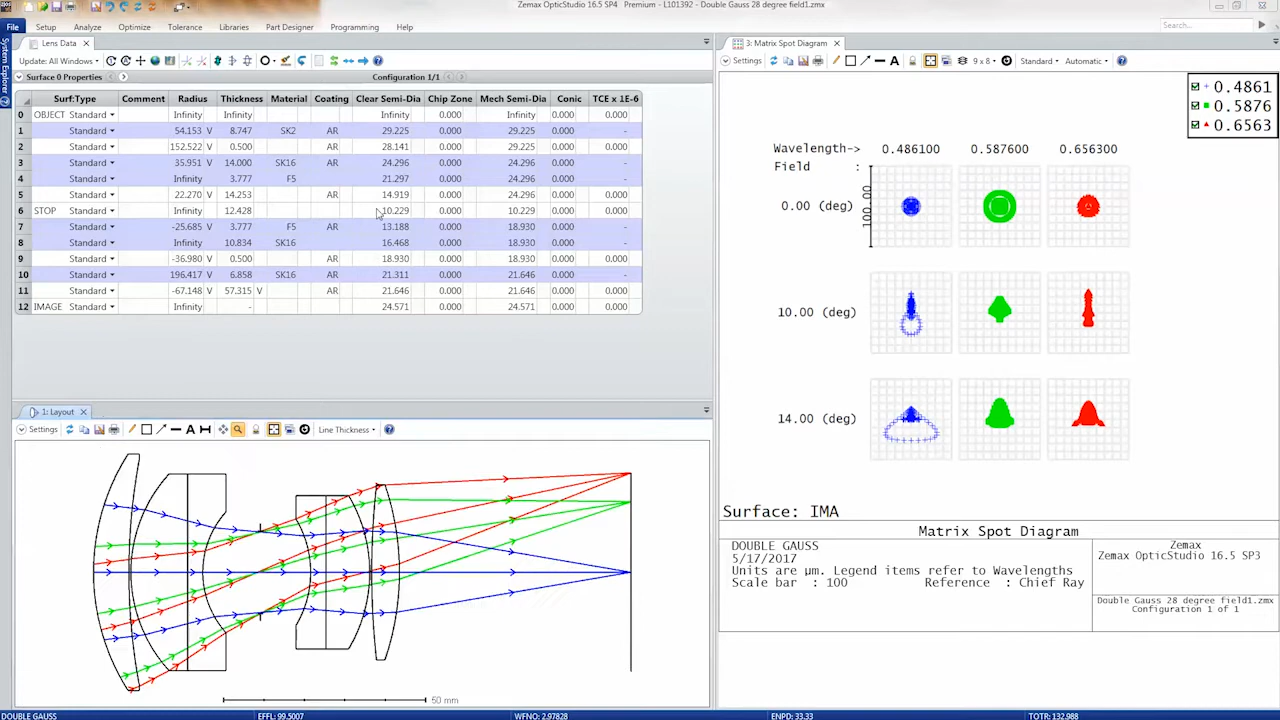 Zemax OpticStudio 16.5 SP4   Premium - L101392 - Double Gauss 28 degree field1.zmx
File Setup Analyze Optimize Tolerance Libraries Part Designer Programming Help Search...
System Explorer
Lens Data
Update: All Windows
Surface 0 Properties Configuration 1/1
Surf:Type Comment Radius Thickness Material Coating Clear Semi-Dia Chip Zone Mech Semi-Dia Conic TCE x 1E-6
0 OBJECT Standard Infinity Infinity Infinity 0.000 Infinity 0.000 0.000
1 Standard 54.153 V 8.747 SK2 AR 29.225 0.000 29.225 0.000 -
2 Standard 152.522 V 0.500 AR 28.141 0.000 29.225 0.000 0.000
3 Standard 35.951 V 14.000 SK16 AR 24.296 0.000 24.296 0.000 -
4 Standard Infinity 3.777 F5 21.297 0.000 24.296 0.000 -
5 Standard 22.270 V 14.253 AR 14.919 0.000 24.296 0.000 0.000
6 STOP Standard Infinity 12.428 10.229 0.000 10.229 0.000 0.000
7 Standard -25.685 V 3.777 F5 AR 13.188 0.000 18.930 0.000 -
8 Standard Infinity 10.834 SK16 16.468 0.000 18.930 0.000 -
9 Standard -36.980 V 0.500 AR 18.930 0.000 18.930 0.000 0.000
10 Standard 196.417 V 6.858 SK16 AR 21.311 0.000 21.646 0.000 -
11 Standard -67.148 V 57.315 V AR 21.646 0.000 21.646 0.000 0.000
12 IMAGE Standard Infinity - 24.571 0.000 24.571 0.000 0.000
1: Layout
Settings Line Thickness
50 mm
3: Matrix Spot Diagram
Settings 9 x 8 Standard Automatic
0.4861
0.5876
0.6563
Wavelength-> 0.486100 0.587600 0.656300
Field :
0.00 (deg)
100.00
10.00 (deg)
14.00 (deg)
Surface: IMA
Matrix Spot Diagram
DOUBLE GAUSS
5/17/2017
Units are µm. Legend items refer to Wavelengths
Scale bar : 100 Reference : Chief Ray
Zemax
Zemax OpticStudio 16.5 SP3
Double Gauss 28 degree field1.zmx
Configuration 1 of 1
DOUBLE GAUSS EFFL: 99.5007 WFNO: 2.97828 ENPD: 33.33 TOTR: 132.988